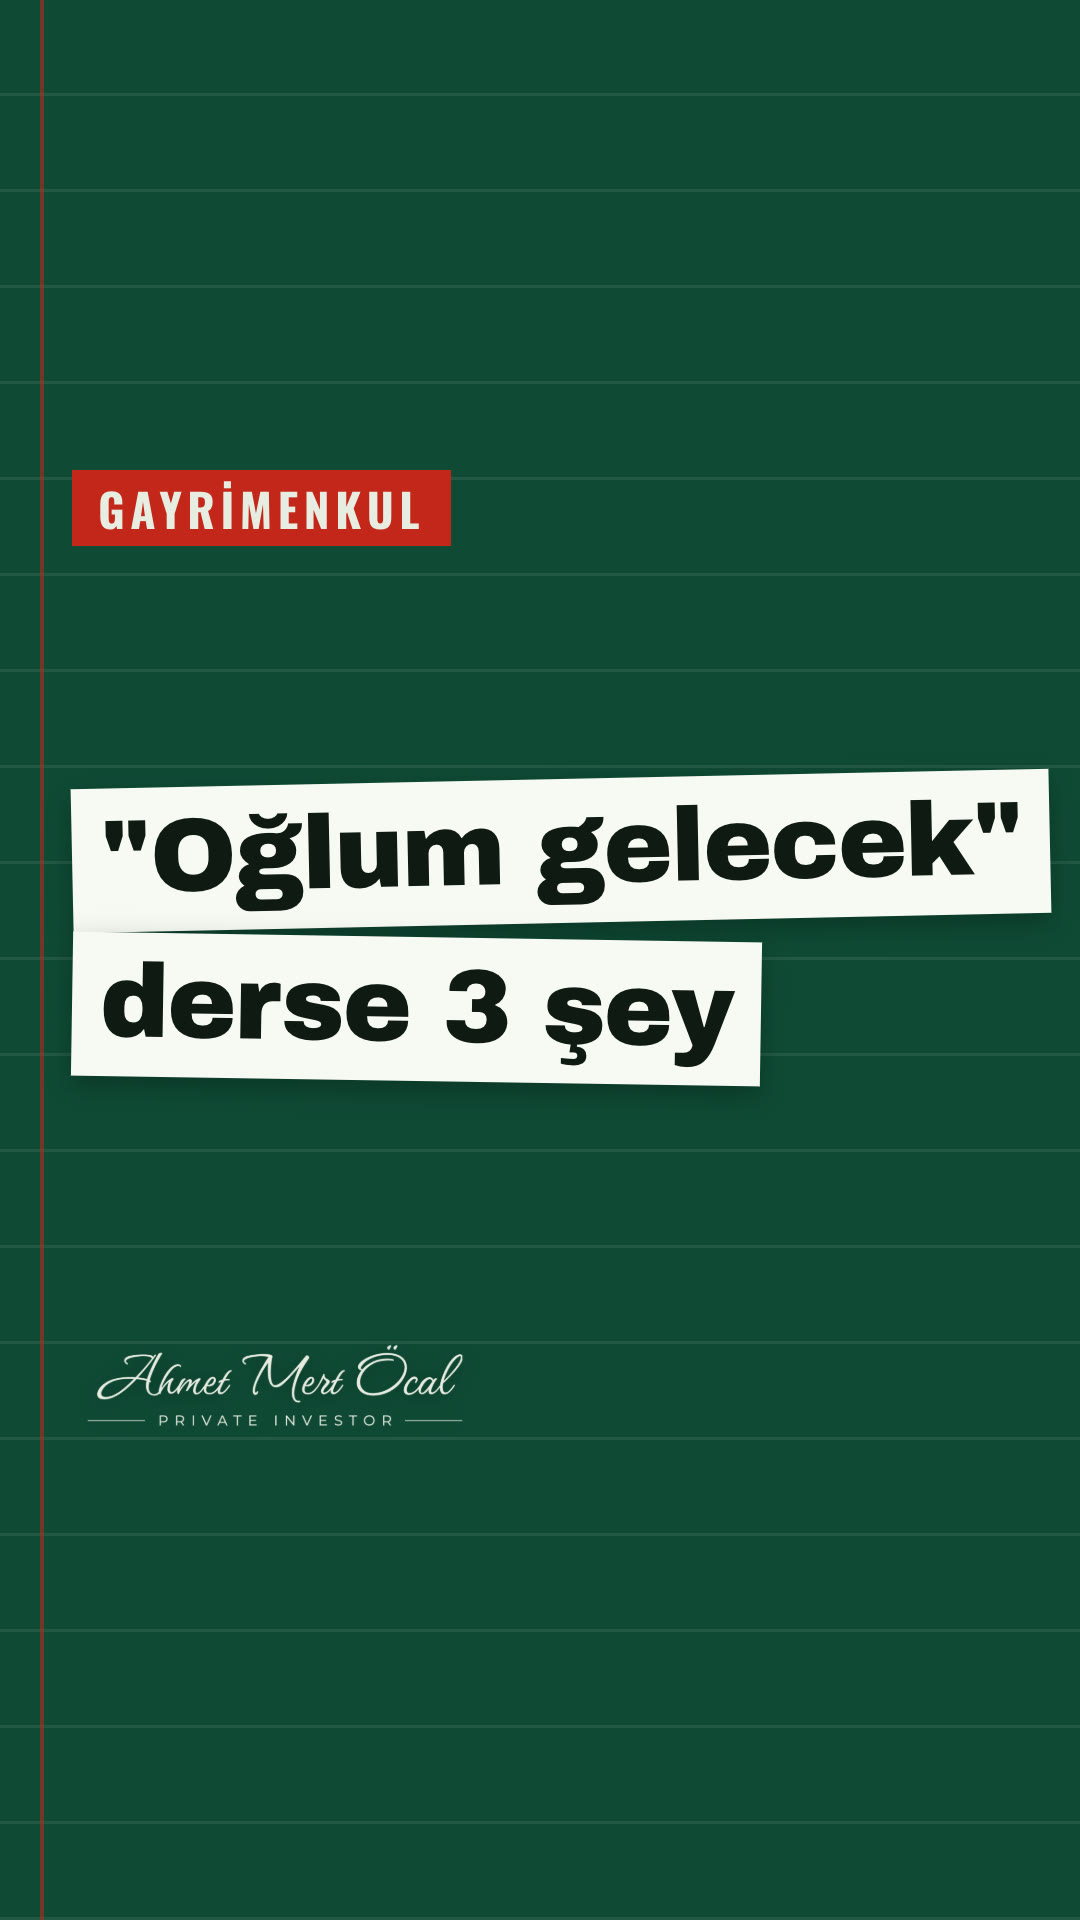 GAYRİMENKUL
"Oğlum gelecek"
derse 3 şey
Ahmet Mert Öcal
PRIVATE INVESTOR